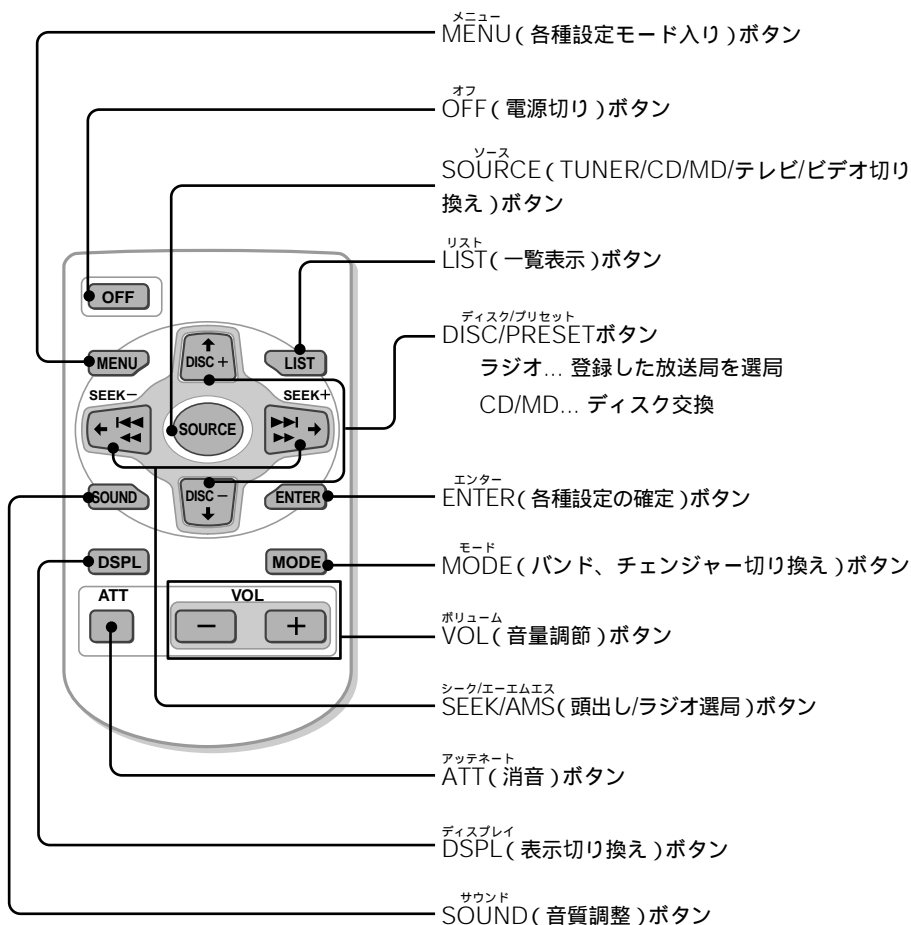 メニュー
MENU(各種設定モード入り)ボタン
オフ
OFF(電源切り)ボタン
ソース
SOURCE(TUNER/CD/MD/テレビ/ビデオ切り
換え)ボタン
リスト
LIST(一覧表示)ボタン
ディスク/プリセット
DISC/PRESETボタン
ラジオ... 登録した放送局を選局
CD/MD... ディスク交換
エンター
ENTER(各種設定の確定)ボタン
モード
MODE(バンド、チェンジャー切り換え)ボタン
ボリューム
VOL(音量調節)ボタン
シーク/エーエムエス
SEEK/AMS(頭出し/ラジオ選局)ボタン
アッテネート
ATT(消音)ボタン
ディスプレイ
DSPL(表示切り換え)ボタン
サウンド
SOUND(音質調整)ボタン
OFF
MENU
DISC +
LIST
SEEK−
SEEK+
SOURCE
SOUND
DISC −
ENTER
DSPL
MODE
ATT
VOL
−
+